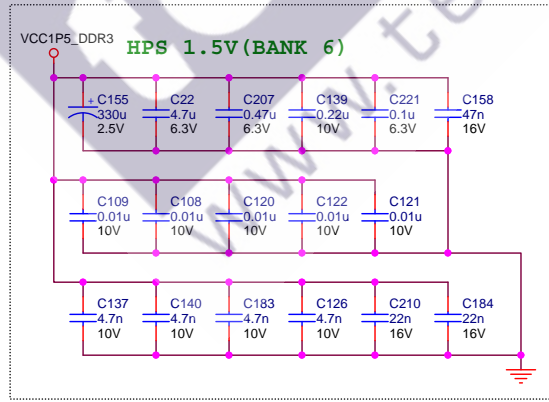 VCC1P5_DDR3
HPS 1.5V(BANK 6)
+ C155 C22 C207 C139 C221 C158
330u 4.7u 0.47u 0.22u 0.1u 47n
2.5V 6.3V 6.3V 10V 6.3V 16V
C109 C108 C120 C122 C121
0.01u 0.01u 0.01u 0.01u 0.01u
10V 10V 10V 10V 10V
C137 C140 C183 C126 C210 C184
4.7n 4.7n 4.7n 4.7n 22n 22n
10V 10V 10V 10V 16V 16V
www.te